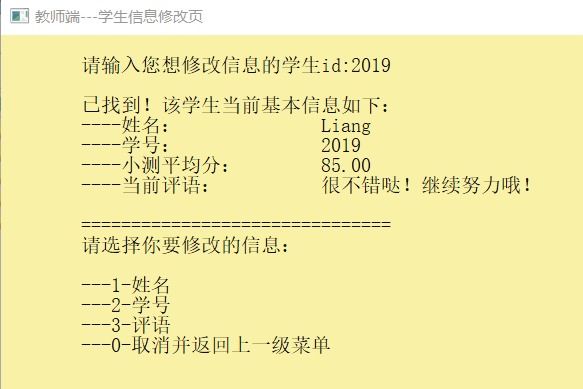 教师端---学生信息修改页
请输入您想修改信息的学生id:2019
已找到！该学生当前基本信息如下：
----姓名： Liang
----学号： 2019
----小测平均分： 85.00
----当前评语： 很不错哒！继续努力哦！
===============================
请选择你要修改的信息：
---1-姓名
---2-学号
---3-评语
---0-取消并返回上一级菜单